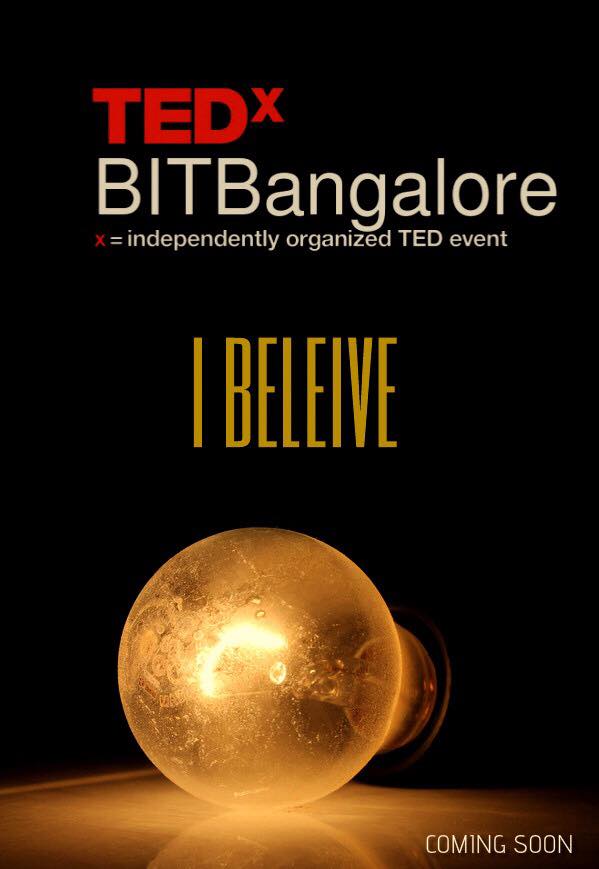 TEDx
BITBangalore
x = independently organized TED event
I BELEIVE
COMING SOON